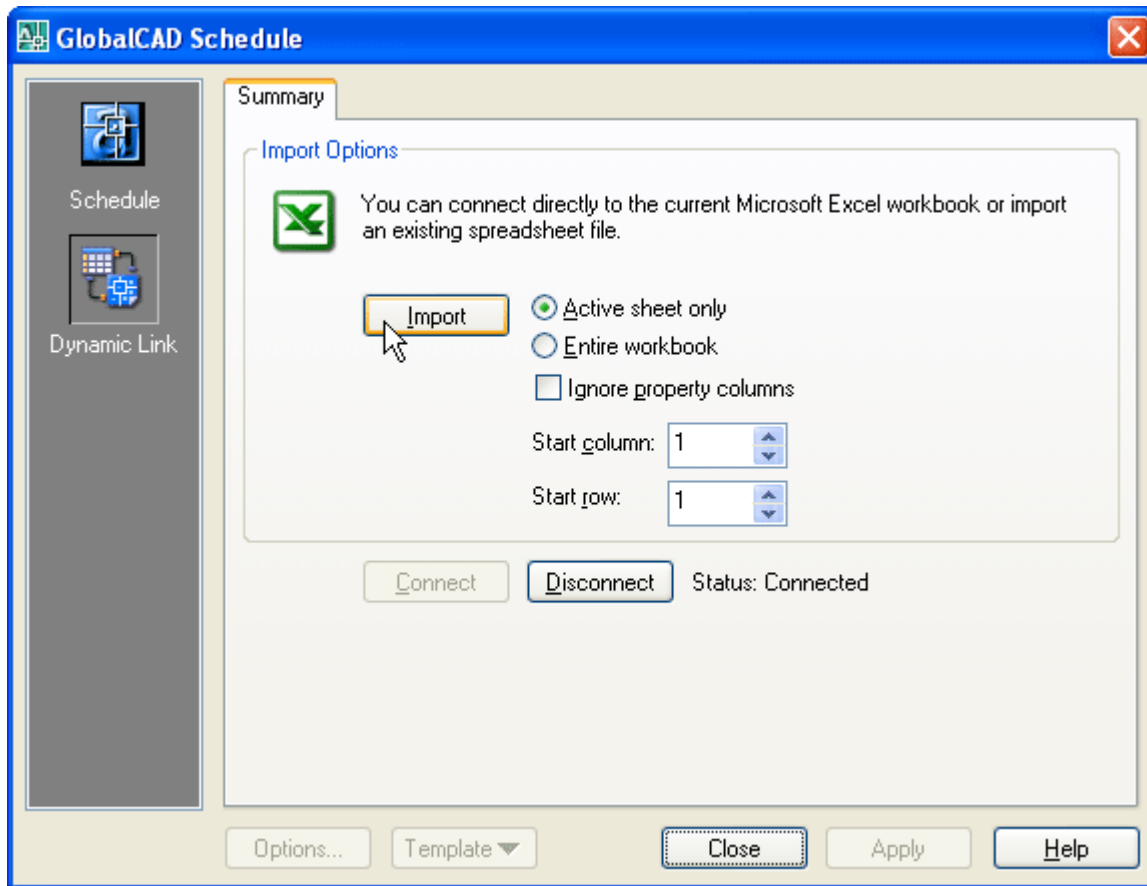 GlobalCAD Schedule
Schedule
Dynamic Link
Summary
Import Options
You can connect directly to the current Microsoft Excel workbook or import
an existing spreadsheet file.
Import
Active sheet only
Entire workbook
Ignore property columns
Start column: 1
Start row: 1
Connect Disconnect Status: Connected
Options... Template Close Apply Help